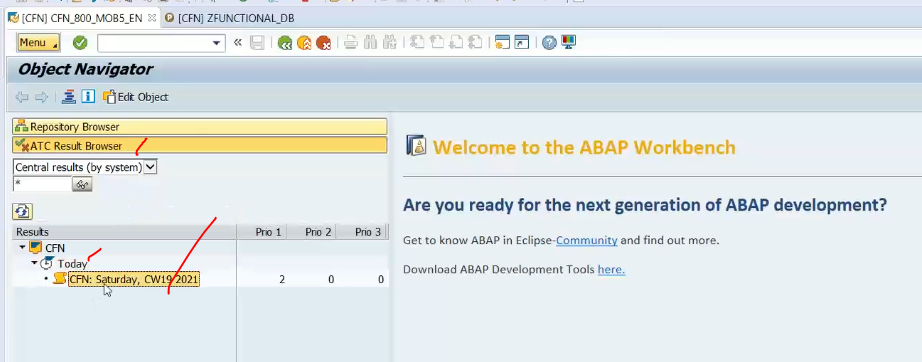 [CFN] CFN_800_MOB5_EN [CFN] ZFUNCTIONAL_DB
Menu
Object Navigator
Edit Object
Repository Browser
ATC Result Browser
Central results (by system)
*
Results Prio 1 Prio 2 Prio 3
CFN
Today
CFN: Saturday, CW19/2021 2 0 0
Welcome to the ABAP Workbench
Are you ready for the next generation of ABAP development?
Get to know ABAP in Eclipse-Community and find out more.
Download ABAP Development Tools here.